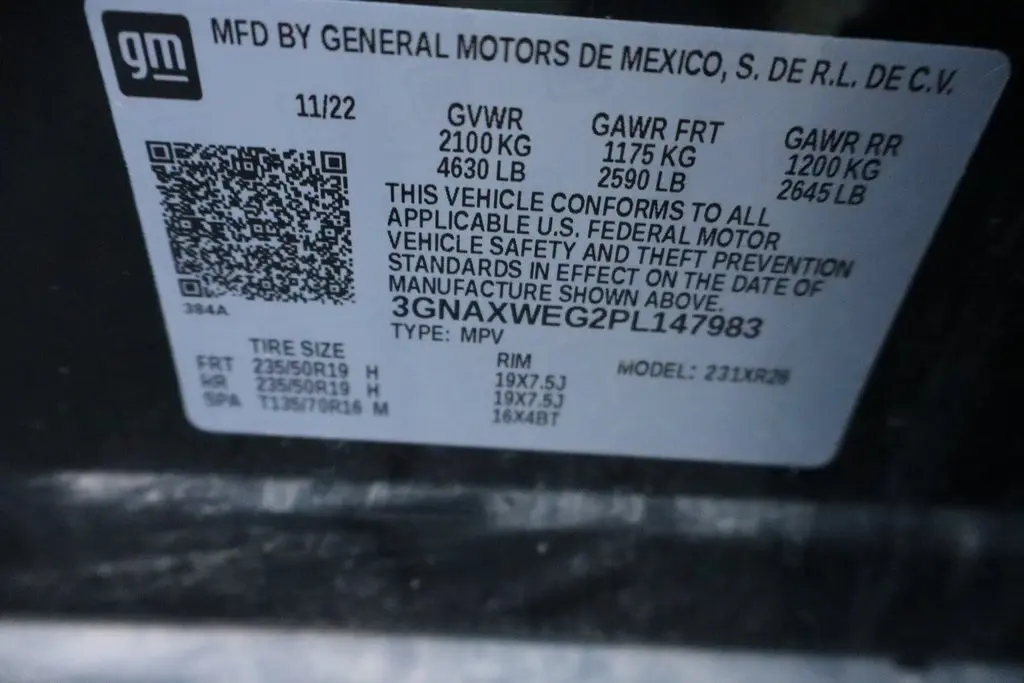 gm
MFD BY GENERAL MOTORS DE MEXICO, S. DE R.L. DE C.V.
11/22
GVWR GAWR FRT GAWR RR
2100 KG 1175 KG 1200 KG
4630 LB 2590 LB 2645 LB
THIS VEHICLE CONFORMS TO ALL
APPLICABLE U.S. FEDERAL MOTOR
VEHICLE SAFETY AND THEFT PREVENTION
STANDARDS IN EFFECT ON THE DATE OF
MANUFACTURE SHOWN ABOVE.
384A
3GNAXWEG2PL147983
TYPE: MPV
TIRE SIZE RIM MODEL: 231XR26
FRT 235/50R19 H 19X7.5J
RR 235/50R19 H 19X7.5J
SPA T135/70R16 M 16X4BT